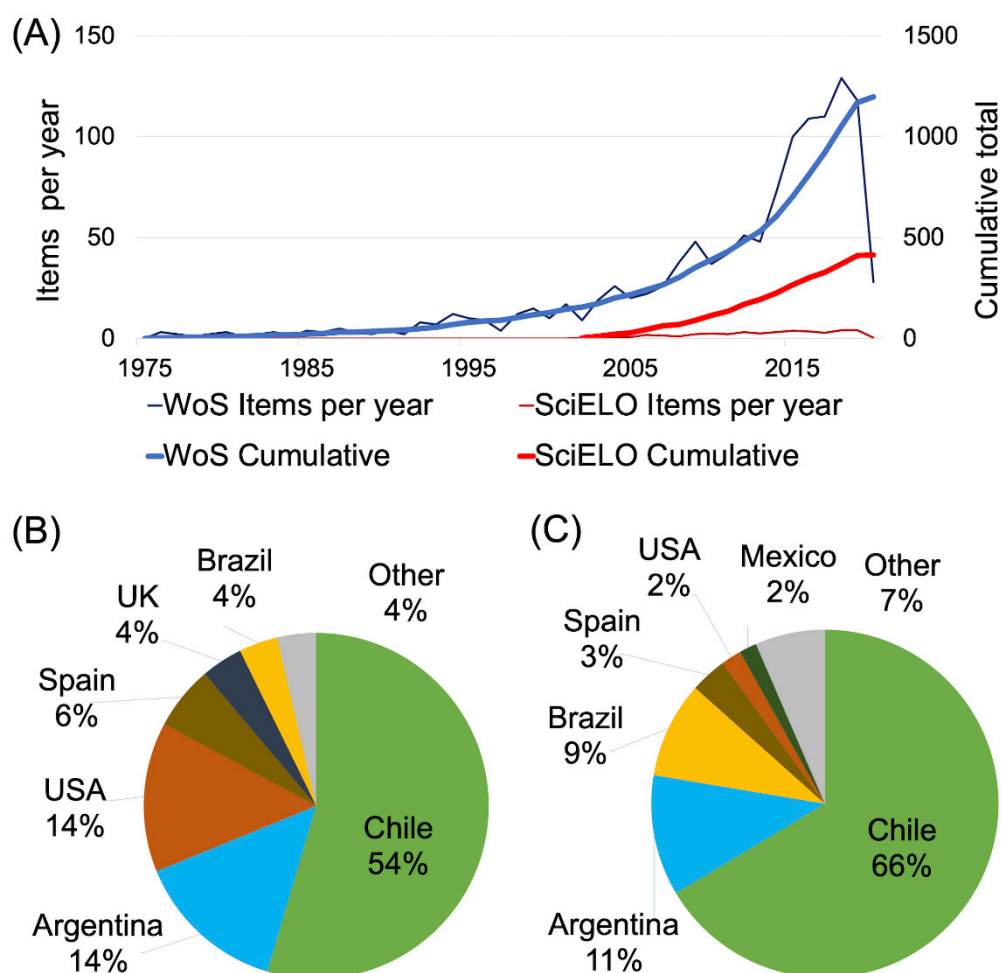 (A)
150 1500
100 1000
50 500
0 0
Items per year
Cumulative total
1975 1985 1995 2005 2015
WoS Items per year SciELO Items per year
WoS Cumulative SciELO Cumulative
(B)
Brazil
4%
Other
4%
UK
4%
Spain
6%
USA
14%
Chile
54%
Argentina
14%
(C)
USA
2%
Mexico
2%
Other
7%
Spain
3%
Brazil
9%
Chile
66%
Argentina
11%